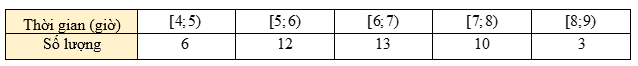 Thời gian (giờ) [4; 5) [5; 6) [6; 7) [7; 8) [8;9)
Số lượng 6 12 13 10 3